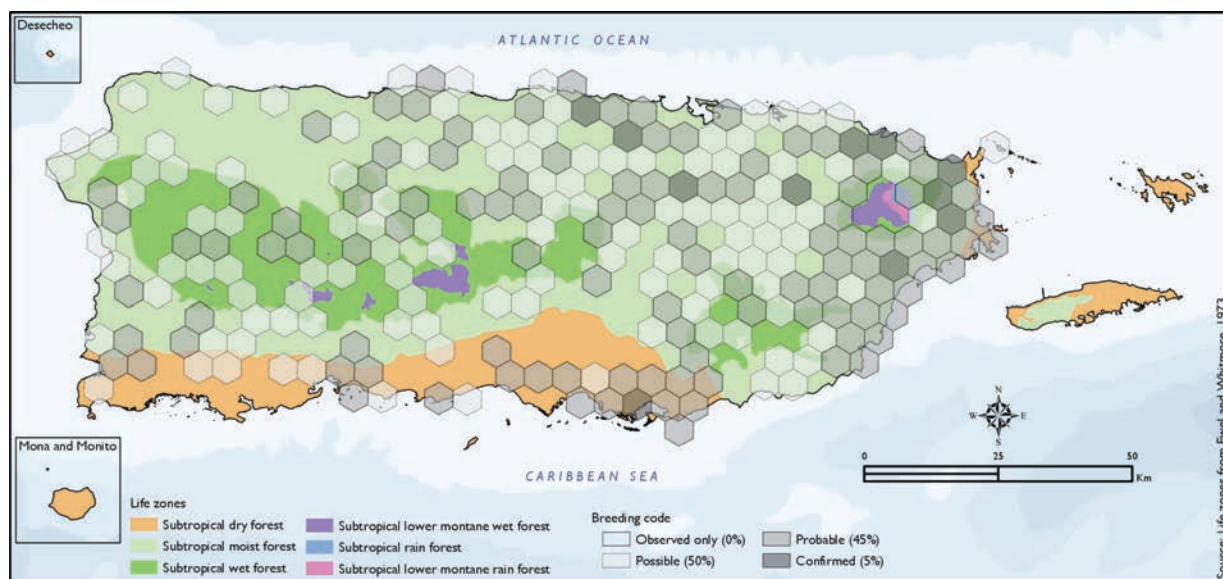 Desecheo
ATLANTIC OCEAN
N
W E
S
Mona and Monito
CARIBBEAN SEA
0 25 50
Km
Life zones
Subtropical dry forest
Subtropical moist forest
Subtropical wet forest
Subtropical lower montane wet forest
Subtropical rain forest
Subtropical lower montane rain forest
Breeding code
Observed only (0%)
Possible (50%)
Probable (45%)
Confirmed (5%)
Source: Life zones from Ewel and Whitmore, 1973